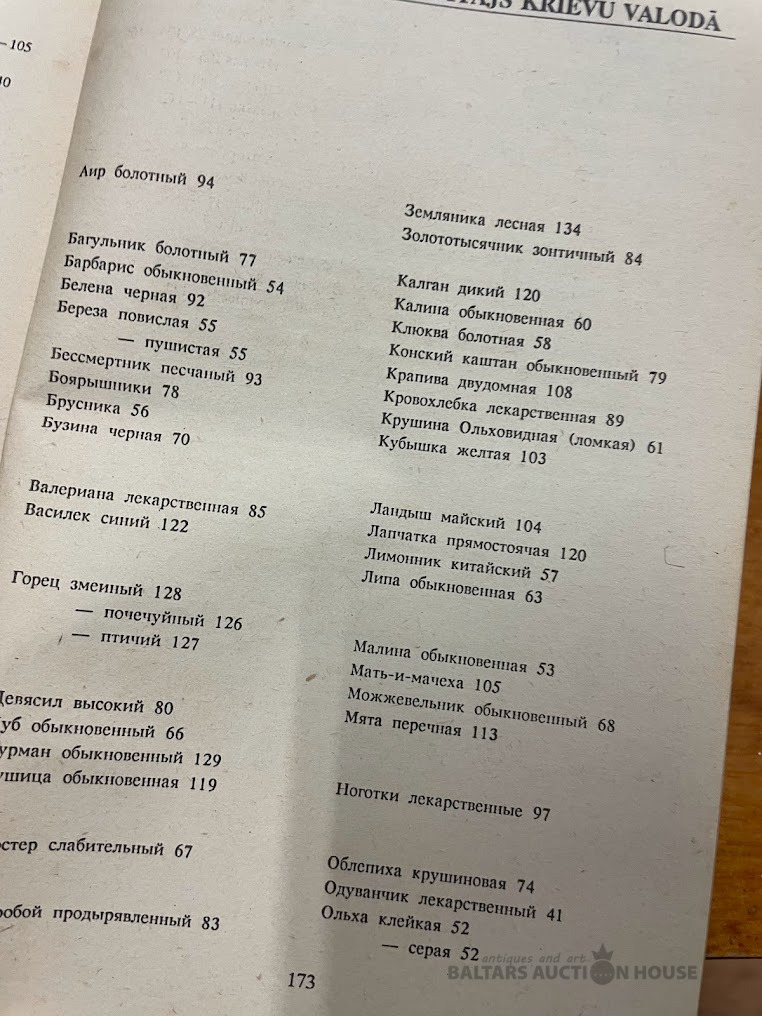 KRIEVU VALODĀ
—105
Аир болотный 94
Багульник болотный 77
Барбарис обыкновенный 54
Белена черная 92
Береза повислая 55
— пушистая 55
Бессмертник песчаный 93
Боярышники 78
Брусника 56
Бузина черная 70
Валериана лекарственная 85
Василек синий 122
Горец змеиный 128
— почечуйный 126
— птичий 127
Девясил высокий 80
уб обыкновенный 66
урман обыкновенный 129
ушица обыкновенная 119
стер слабительный 67
робой продырявленный 83
Земляника лесная 134
Золототысячник зонтичный 84
Калган дикий 120
Калина обыкновенная 60
Клюква болотная 58
Конский каштан обыкновенный 79
Крапива двудомная 108
Кровохлебка лекарственная 89
Крушина Ольховидная (ломкая) 61
Кубышка желтая 103
Ландыш майский 104
Лапчатка прямостоячая 120
Лимонник китайский 57
Липа обыкновенная 63
Малина обыкновенная 53
Мать-и-мачеха 105
Можжевельник обыкновенный 68
Мята перечная 113
Ноготки лекарственные 97
Облепиха крушиновая 74
Одуванчик лекарственный 41
Ольха клейкая 52
— серая 52
173
antiques and art
BALTARS AUCTION HOUSE